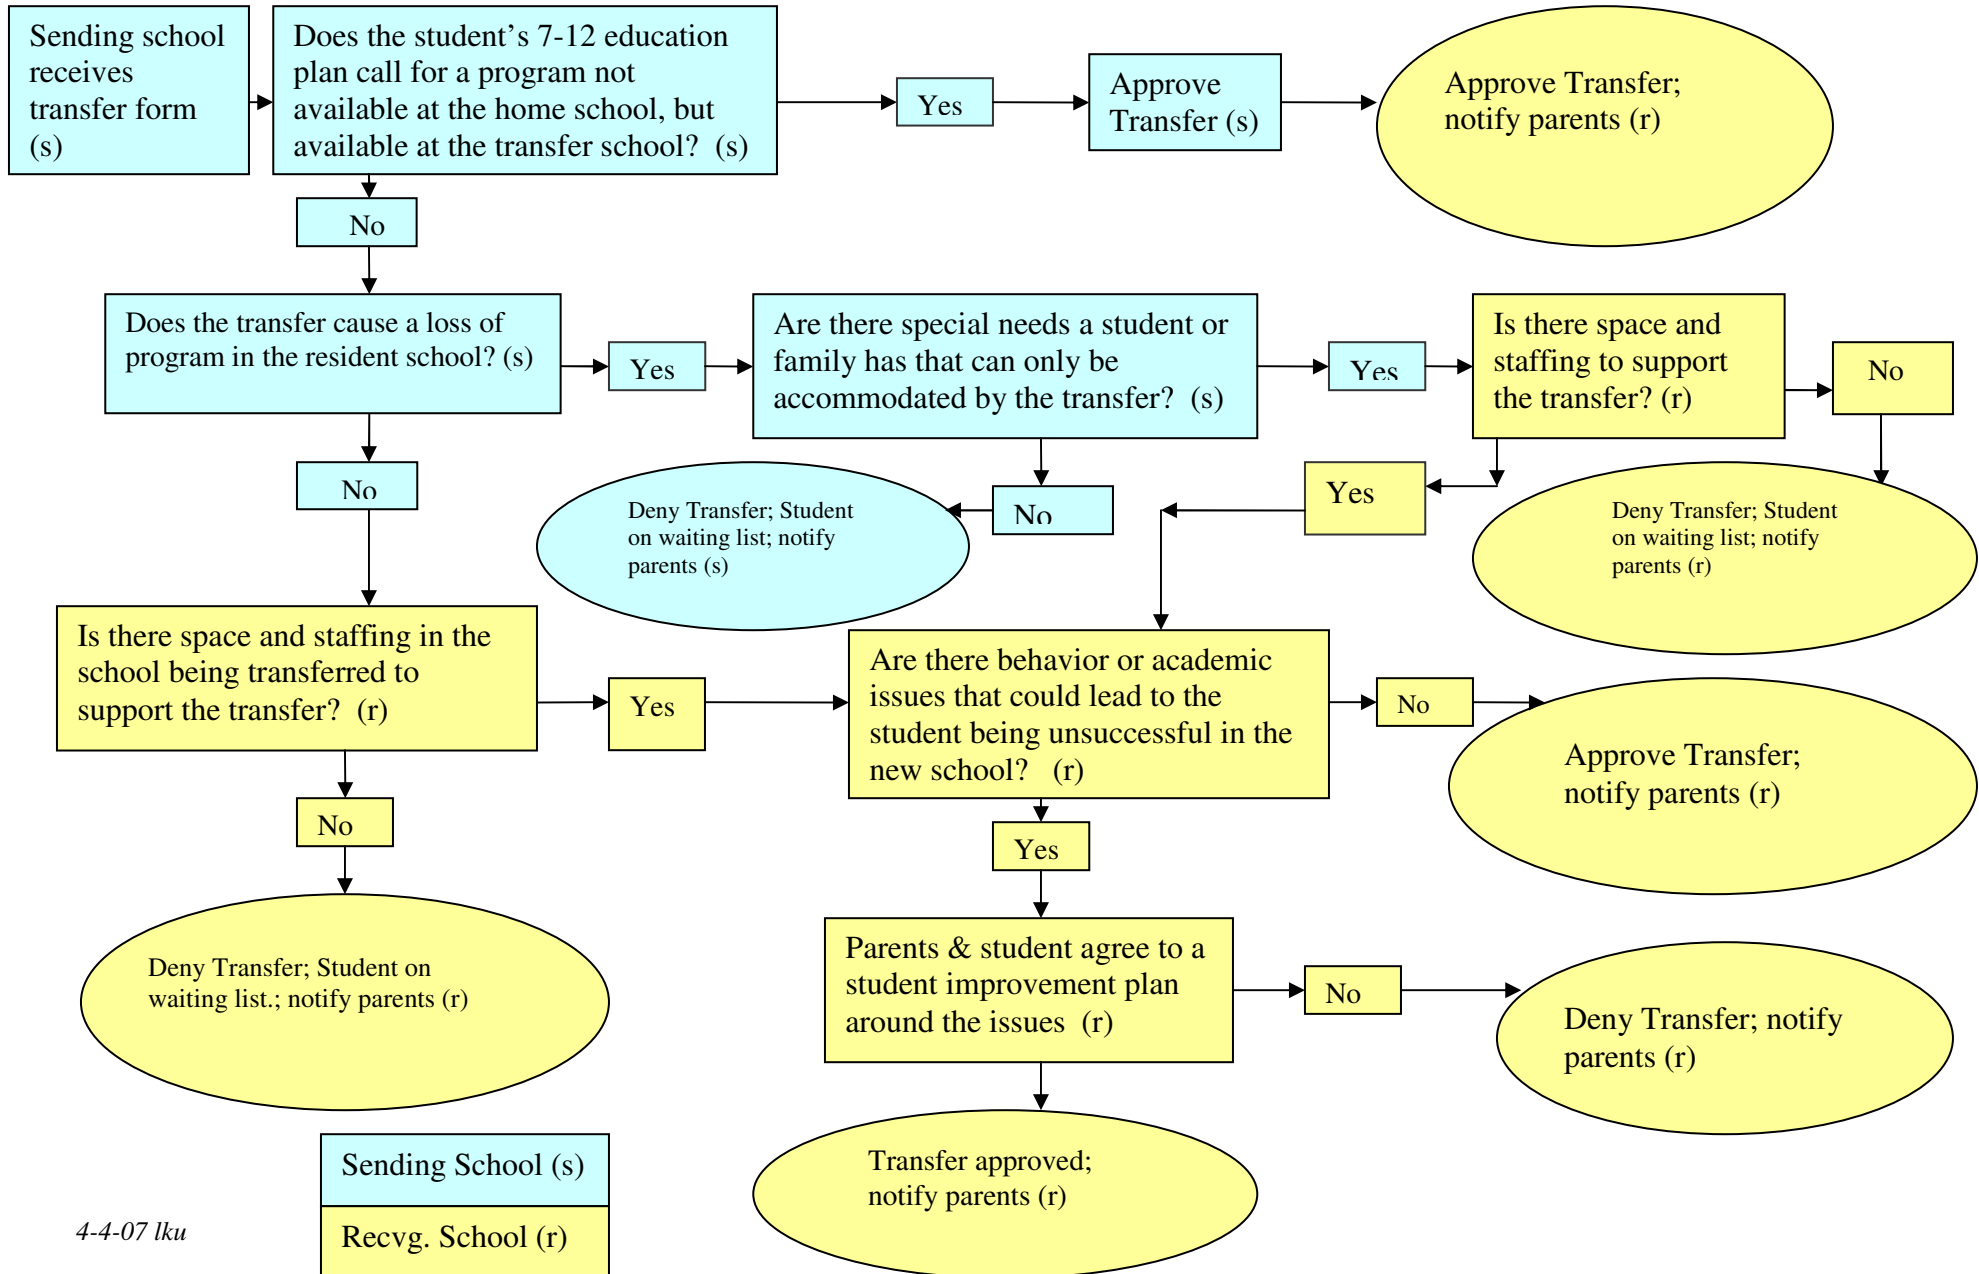 Sending school
receives
transfer form
(s)
Does the student’s 7-12 education
plan call for a program not
available at the home school, but
available at the transfer school?  (s)
Yes
Approve
Transfer (s)
Approve Transfer;
notify parents (r)
No
Does the transfer cause a loss of
program in the resident school? (s)
Yes
Are there special needs a student or
family has that can only be
accommodated by the transfer?  (s)
Yes
Is there space and
staffing to support
the transfer? (r)
No
No
Deny Transfer; Student
on waiting list; notify
parents (s)
No
Yes
Deny Transfer; Student
on waiting list; notify
parents (r)
Is there space and staffing in the
school being transferred to
support the transfer?  (r)
Yes
Are there behavior or academic
issues that could lead to the
student being unsuccessful in the
new school?   (r)
No
Approve Transfer;
notify parents (r)
No
Yes
Deny Transfer; Student on
waiting list.; notify parents (r)
Parents & student agree to a
student improvement plan
around the issues  (r)
No
Deny Transfer; notify
parents (r)
Transfer approved;
notify parents (r)
Sending School (s)
Recvg. School (r)
4-4-07 lku